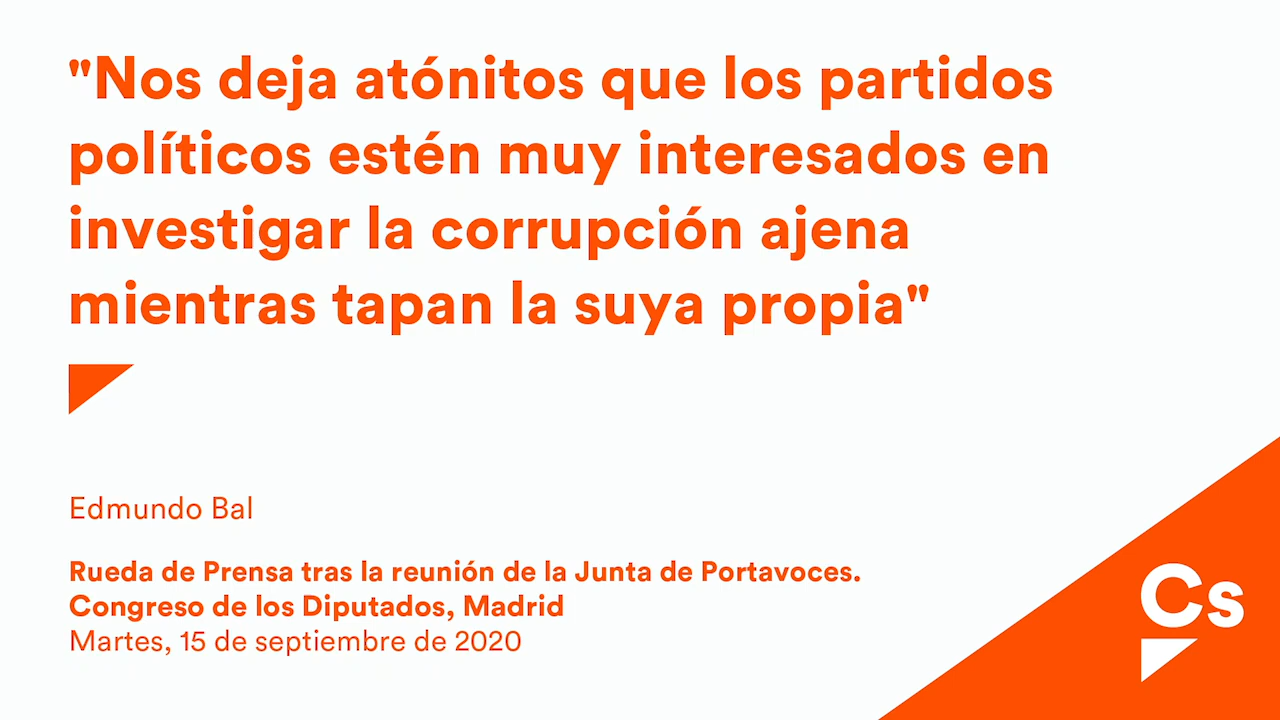 "Nos deja atónitos que los partidos
políticos estén muy interesados en
investigar la corrupción ajena
mientras tapan la suya propia"
Edmundo Bal
Rueda de Prensa tras la reunión de la Junta de Portavoces.
Congreso de los Diputados, Madrid
Martes, 15 de septiembre de 2020
Cs